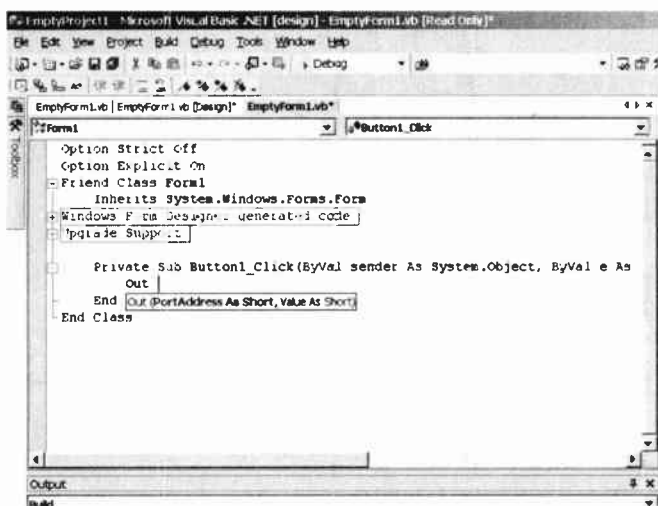 EmptyProject1 - Microsoft Visual Basic .NET [design] - EmptyForm1.vb [Read Only]*
File Edit View Project Build Debug Tools Window Help
Debug
EmptyForm1.vb EmptyForm1.vb [Design]* EmptyForm1.vb*
Toolbox
Form1 Button1_Click
Option Strict Off
Option Explicit On
Friend Class Form1
Inherits System.Windows.Forms.Form
Windows Form Designer generated code
Upgrade Support
Private Sub Button1_Click(ByVal sender As System.Object, ByVal e As
Out
End
Out (PortAddress As Short, Value As Short)
End Class
Output
Build